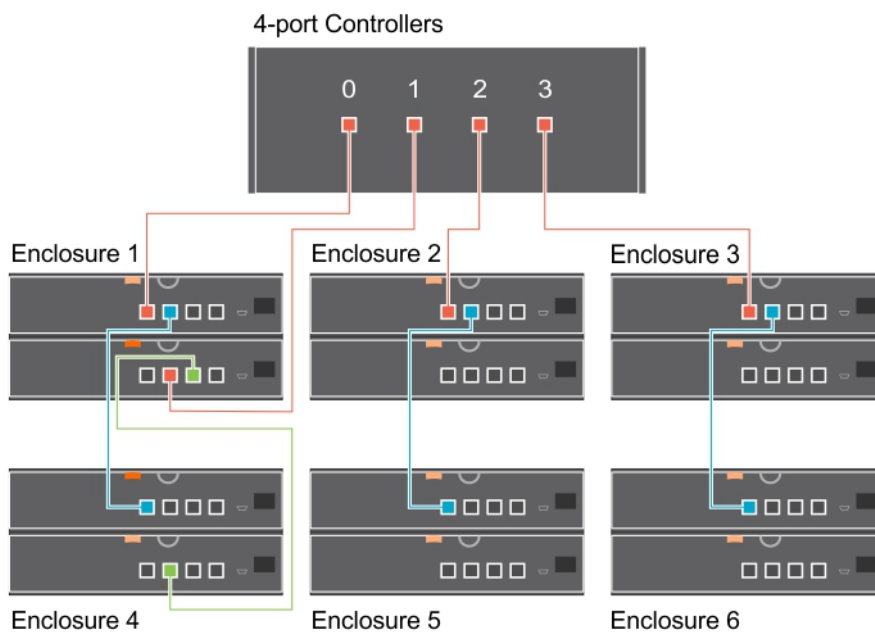 4-port Controllers
0 1 2 3
Enclosure 1
Enclosure 2
Enclosure 3
Enclosure 4
Enclosure 5
Enclosure 6